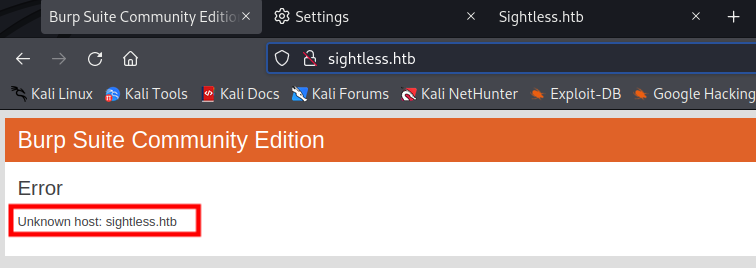 Burp Suite Community Editio
Settings
Sightless.htb
sightless.htb
Kali Linux
Kali Tools
Kali Docs
Kali Forums
Kali NetHunter
Exploit-DB
Google Hacking
Burp Suite Community Edition
Error
Unknown host: sightless.htb